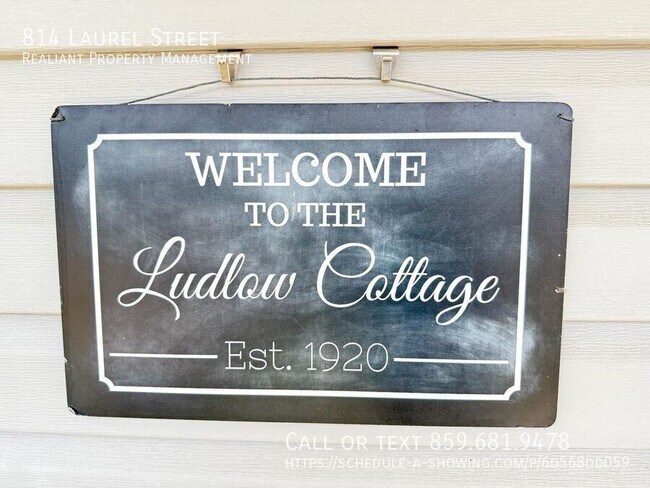 814 Laurel Street
Realiant Property Management
WELCOME
TO THE
Ludlow Cottage
Est. 1920
Call or text 859.681.9478
https://schedule-a-showing.com/p/6d568bb059